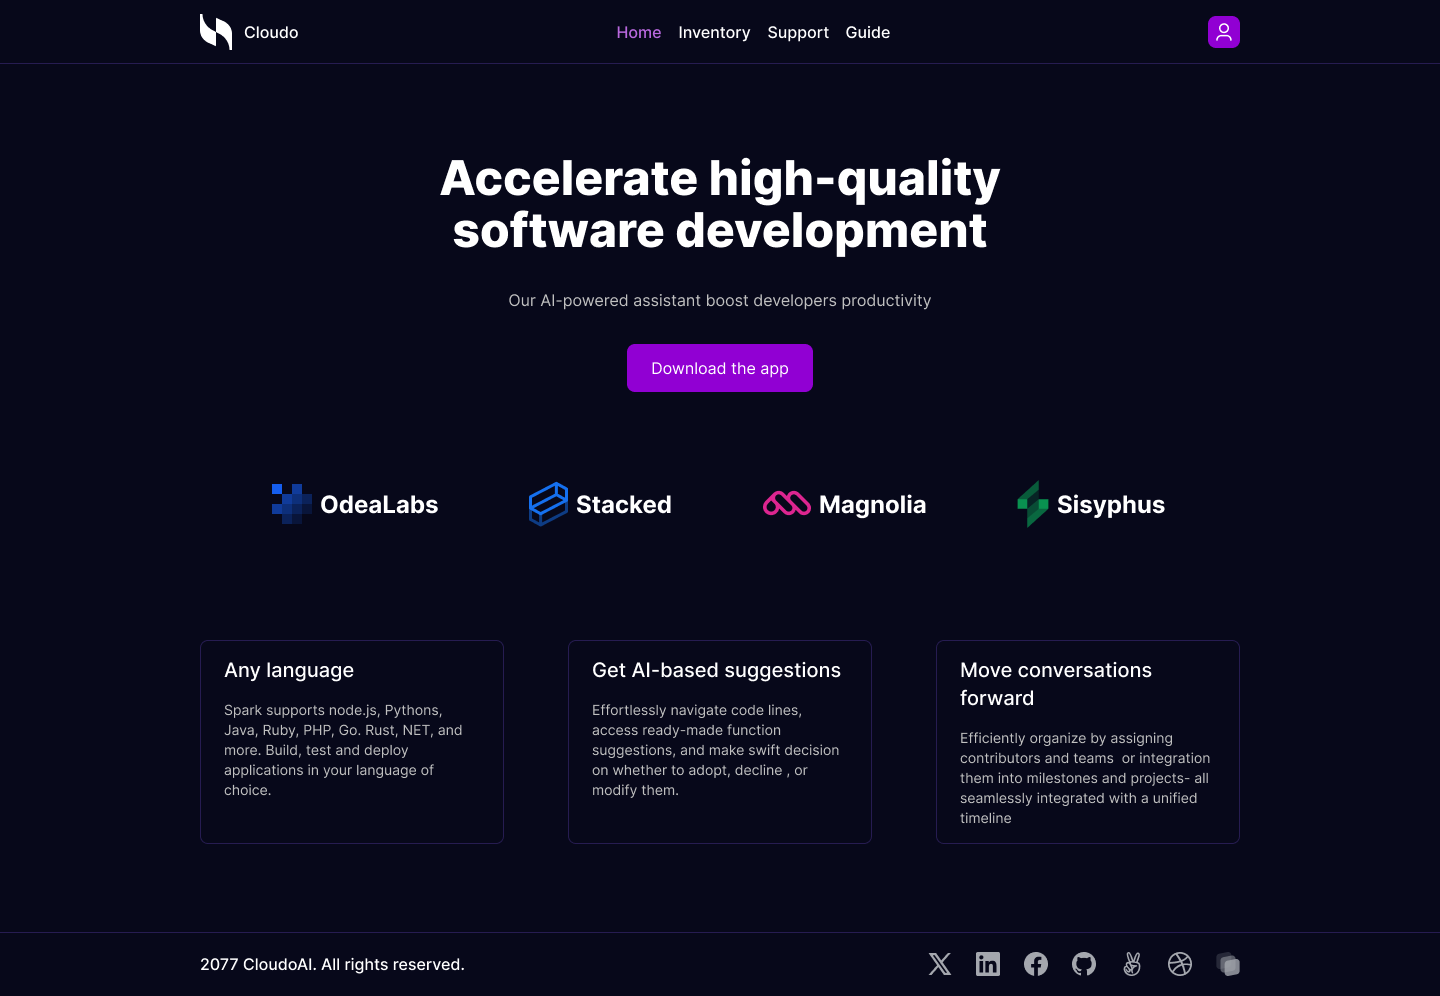 Cloudo
Home Inventory Support Guide
Accelerate high-quality
software development
Our AI-powered assistant boost developers productivity
Download the app
OdeaLabs
Stacked
Magnolia
Sisyphus
Any language
Spark supports node.js, Pythons,
Java, Ruby, PHP, Go. Rust, NET, and
more. Build, test and deploy
applications in your language of
choice.
Get AI-based suggestions
Effortlessly navigate code lines,
access ready-made function
suggestions, and make swift decision
on whether to adopt, decline , or
modify them.
Move conversations
forward
Efficiently organize by assigning
contributors and teams  or integration
them into milestones and projects- all
seamlessly integrated with a unified
timeline
2077 CloudoAI. All rights reserved.